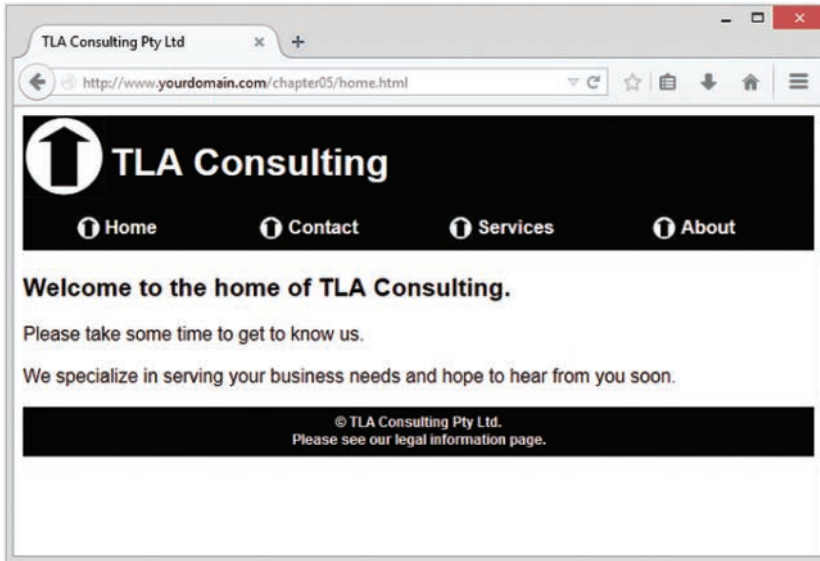 TLA Consulting Pty Ltd
http://www.yourdomain.com/chapter05/home.html
TLA Consulting
Home Contact Services About
Welcome to the home of TLA Consulting.
Please take some time to get to know us.
We specialize in serving your business needs and hope to hear from you soon.
© TLA Consulting Pty Ltd.
Please see our legal information page.